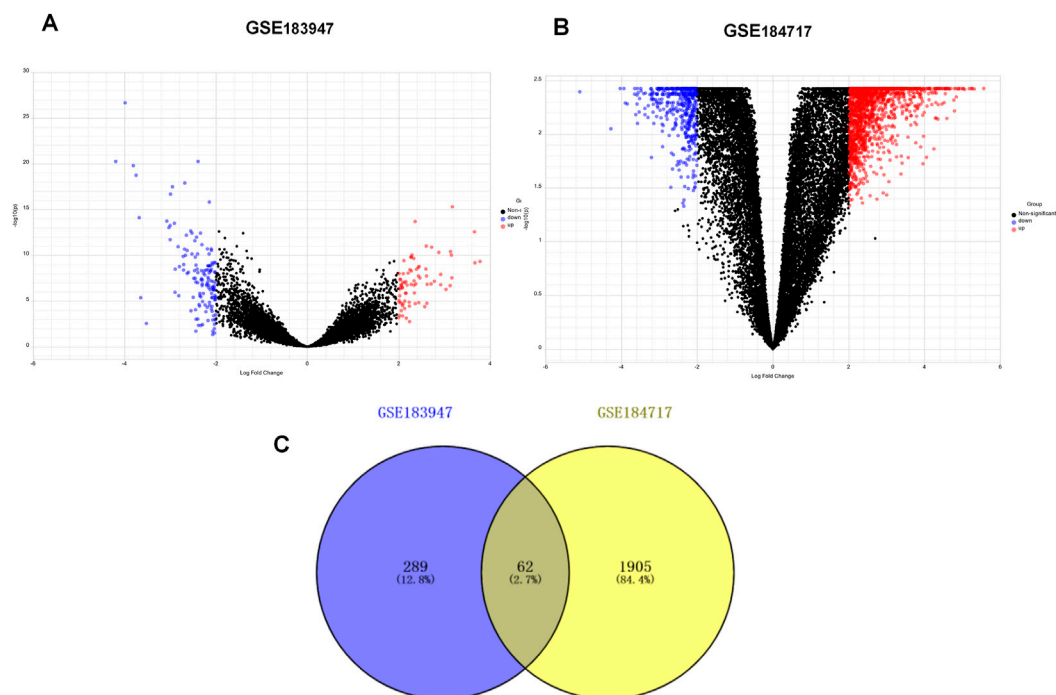 A
GSE183947
30
25
20
15
10
5
0
-log10(p)
-6
-4
-2
0
2
4
Log Fold Change
Non-
down
up
B
GSE184717
2.5
2
1.5
1
0.5
0
-log10(p)
-6
-4
-2
0
2
4
6
Log Fold Change
Group
Non-significant
down
up
GSE183947
GSE184717
C
289
(12.8%)
62
(2.7%)
1905
(84.4%)